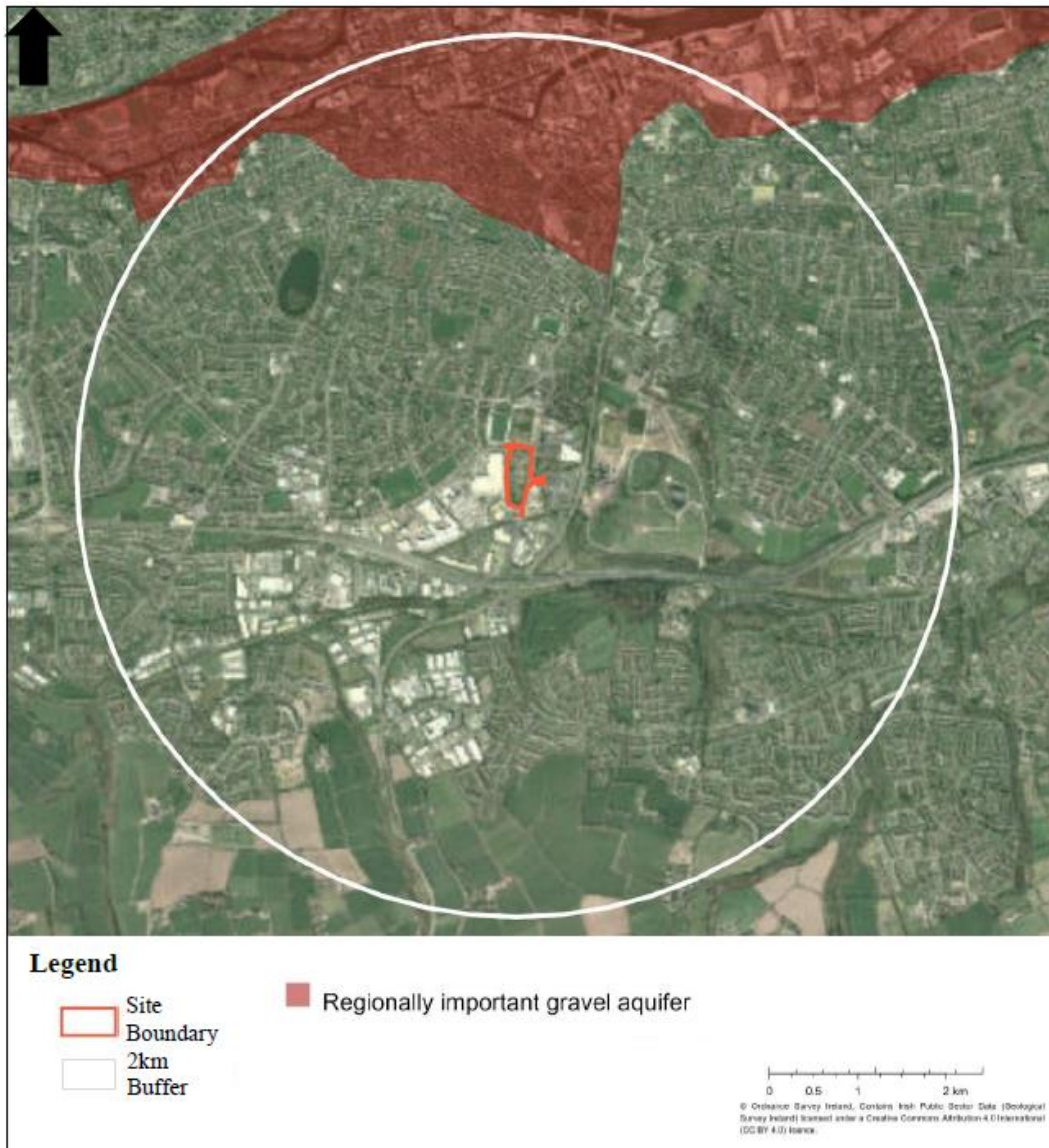 Legend
Site
Boundary
2km
Buffer
Regionally important gravel aquifer
0 0.5 1 2 km
© Ordnance Survey Ireland, Contains Irish Public Sector Data (Geological
Survey Ireland) licensed under a Creative Commons Attribution 4.0 International
(CC BY 4.0) licence.